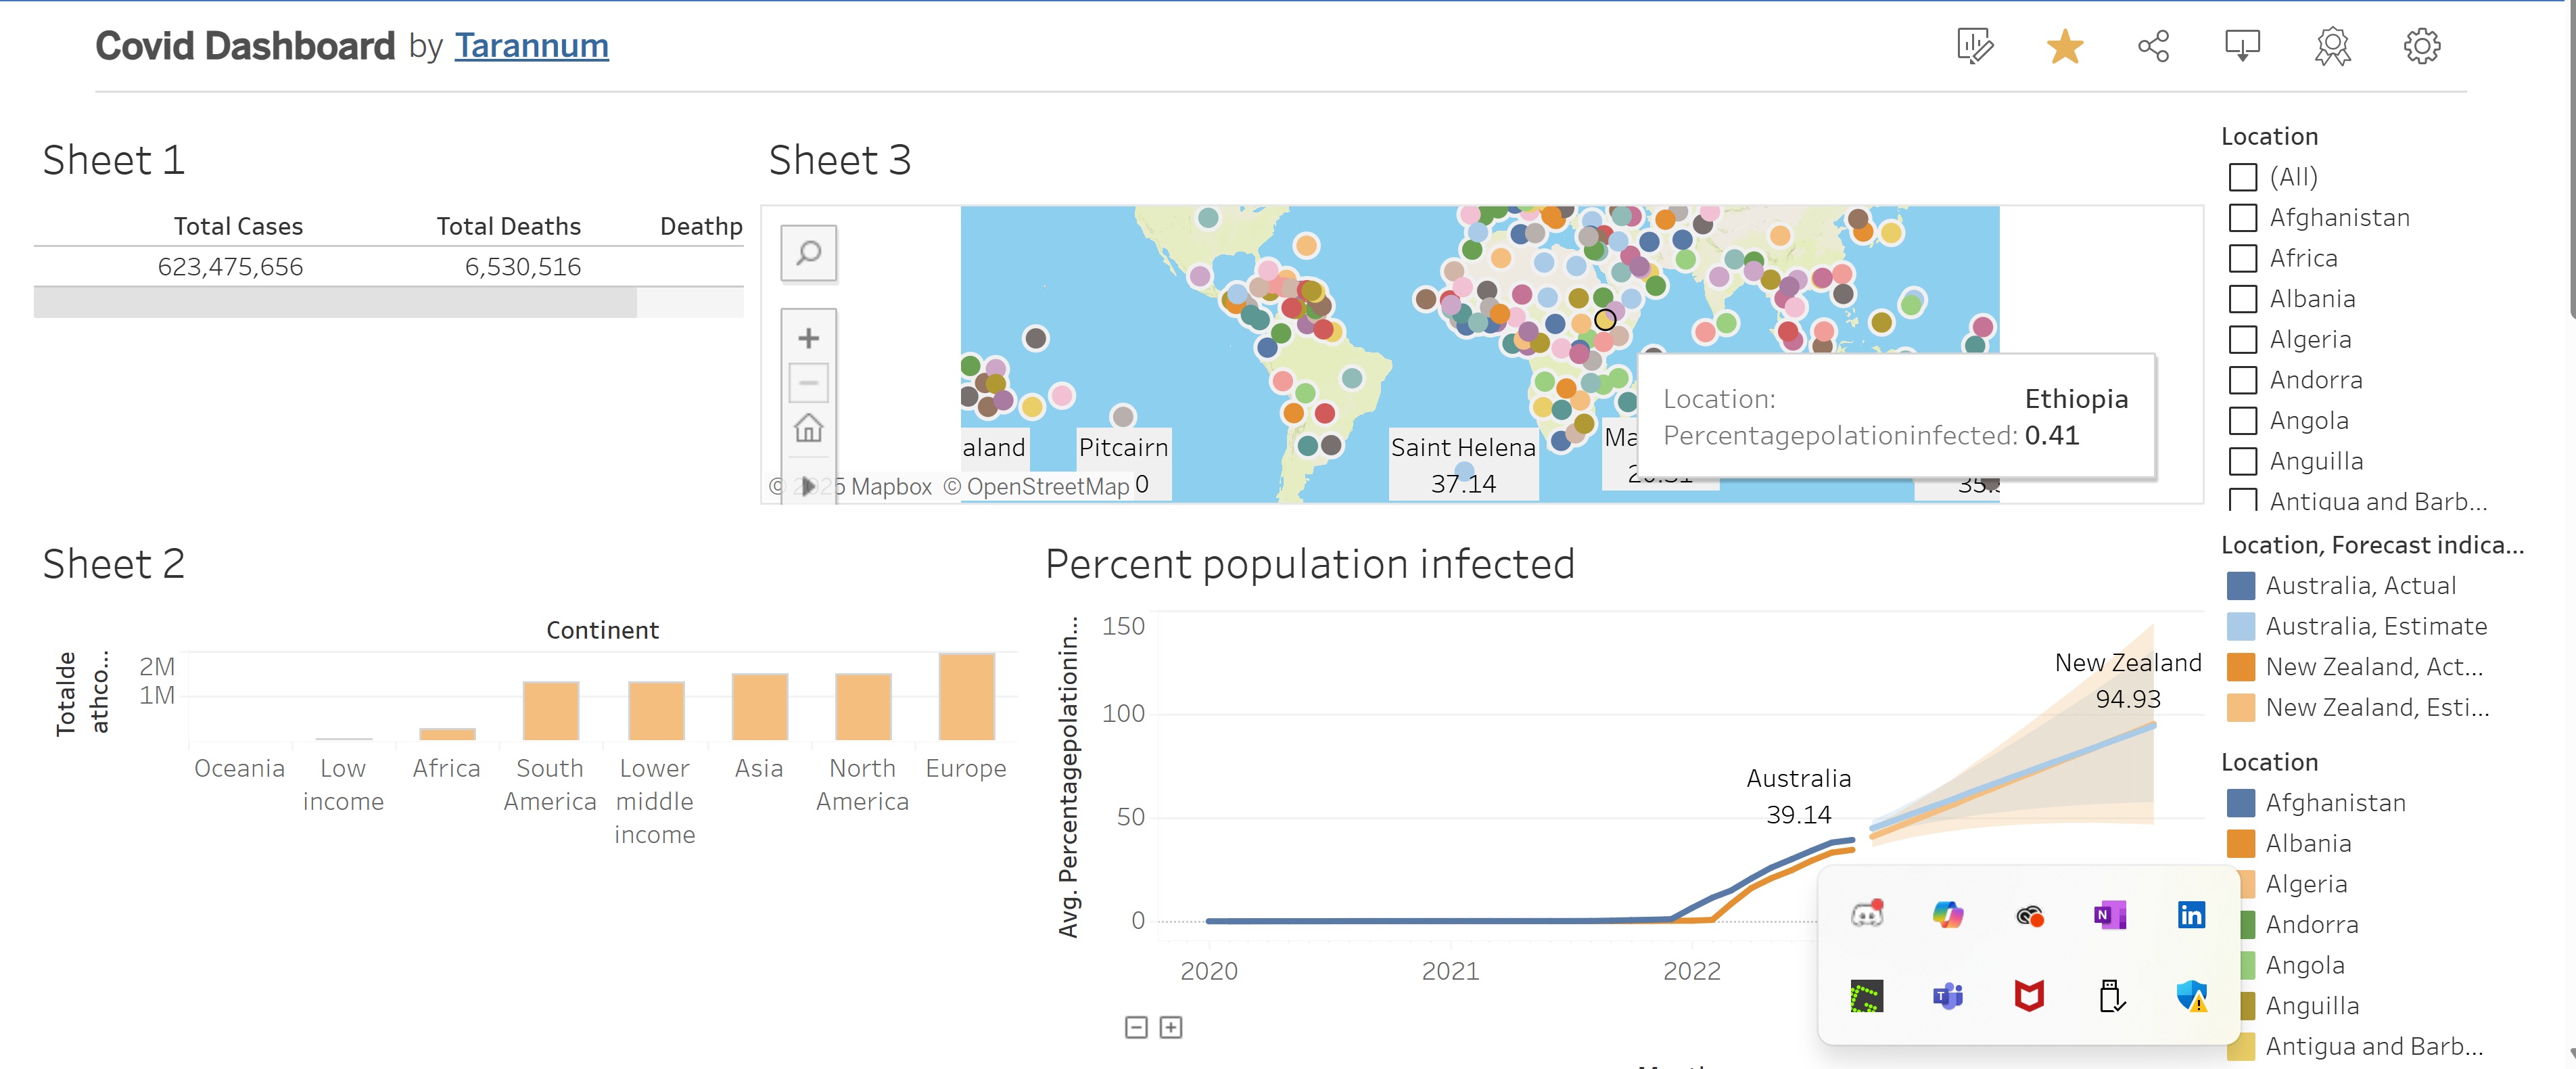 Covid Dashboard by Tarannum
Sheet 1
Total Cases Total Deaths Deathp
623,475,656 6,530,516
Sheet 3
aland
Pitcairn
0
Saint Helena
37.14
Ma
35.
Location: Ethiopia
Percentagepolationinfected: 0.41
Mapbox © OpenStreetMap
Location
(All)
Afghanistan
Africa
Albania
Algeria
Andorra
Angola
Anguilla
Antigua and Barb...
Sheet 2
Continent
Totalde
athco...
2M
1M
Oceania
Low
income
Africa
South
America
Lower
middle
income
Asia
North
America
Europe
Percent population infected
Avg. Percentagepolationin...
150
100
50
0
2020
2021
2022
Australia
39.14
New Zealand
94.93
Location, Forecast indica...
Australia, Actual
Australia, Estimate
New Zealand, Act...
New Zealand, Esti...
Location
Afghanistan
Albania
Algeria
Andorra
Angola
Anguilla
Antigua and Barb...
N
in
T